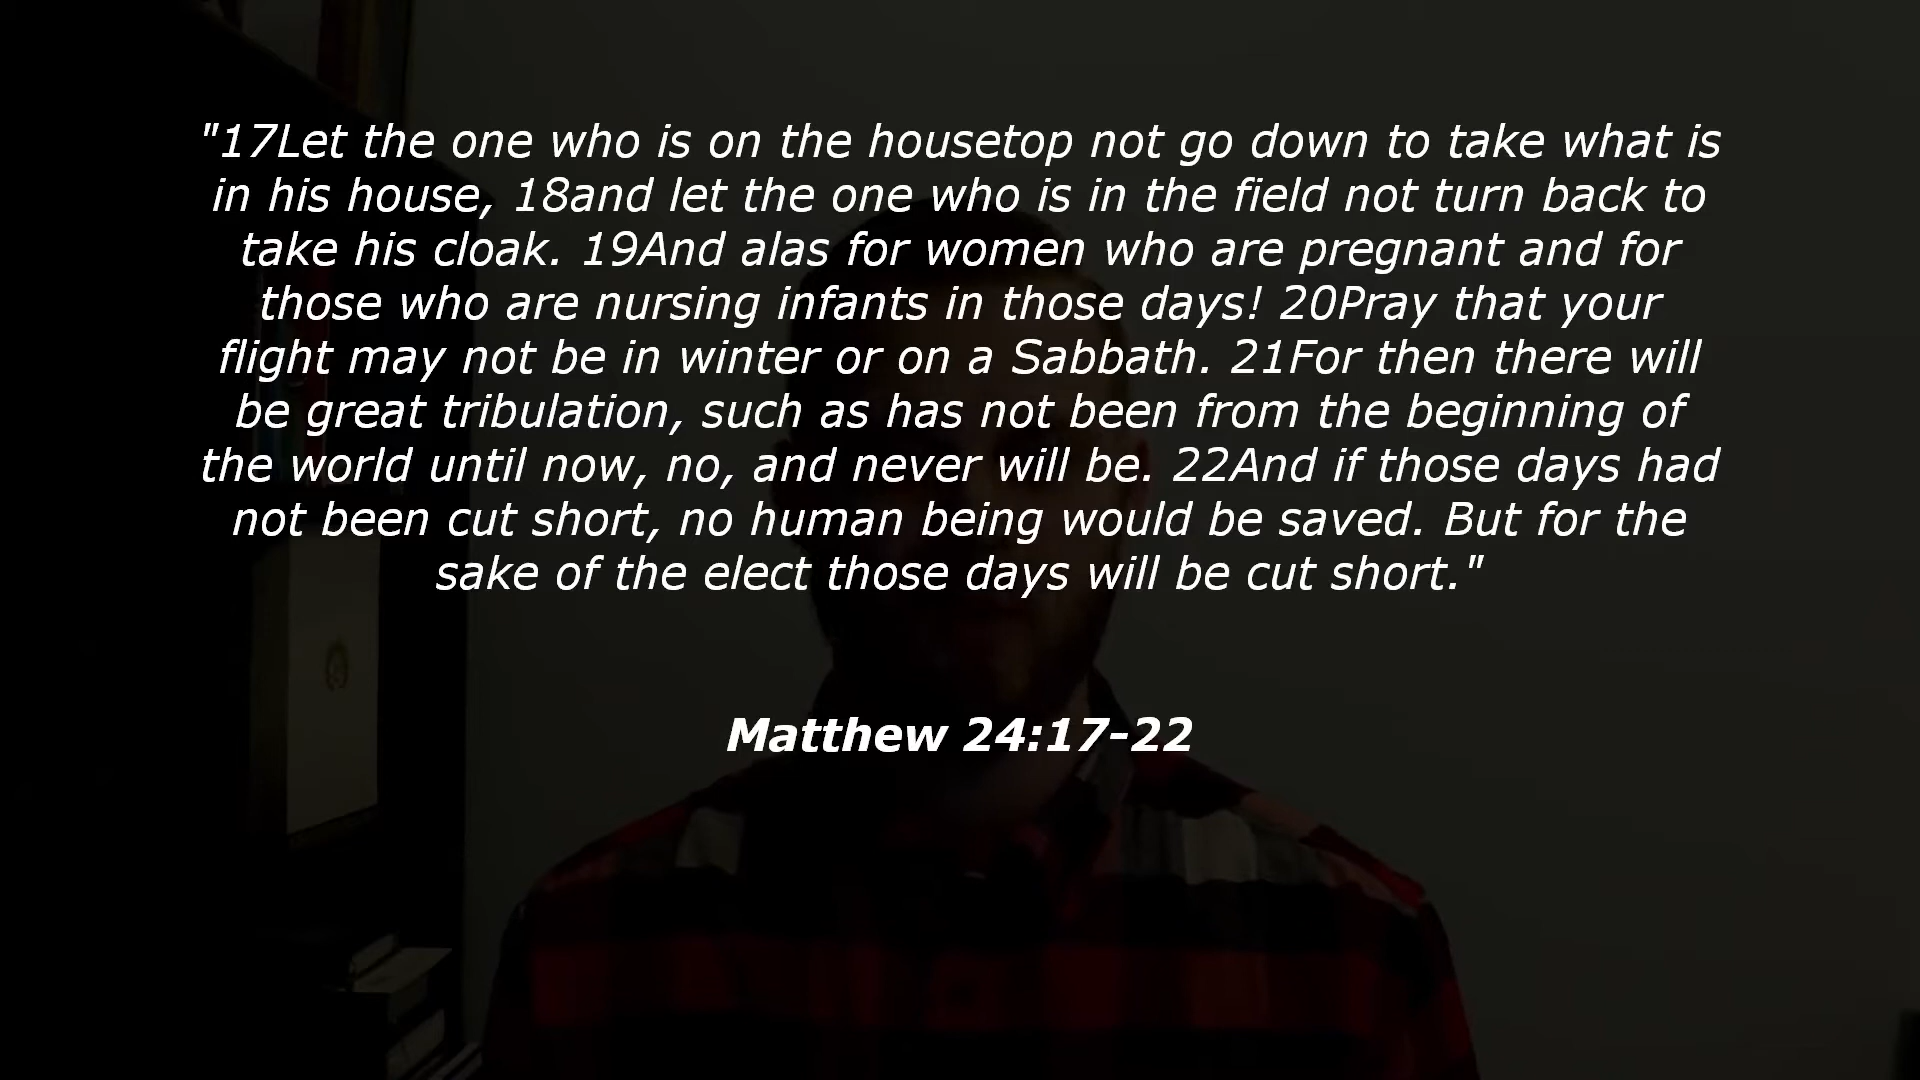 "17Let the one who is on the housetop not go down to take what is
in his house, 18and let the one who is in the field not turn back to
take his cloak. 19And alas for women who are pregnant and for
those who are nursing infants in those days! 20Pray that your
flight may not be in winter or on a Sabbath. 21For then there will
be great tribulation, such as has not been from the beginning of
the world until now, no, and never will be. 22And if those days had
not been cut short, no human being would be saved. But for the
sake of the elect those days will be cut short."
Matthew 24:17-22